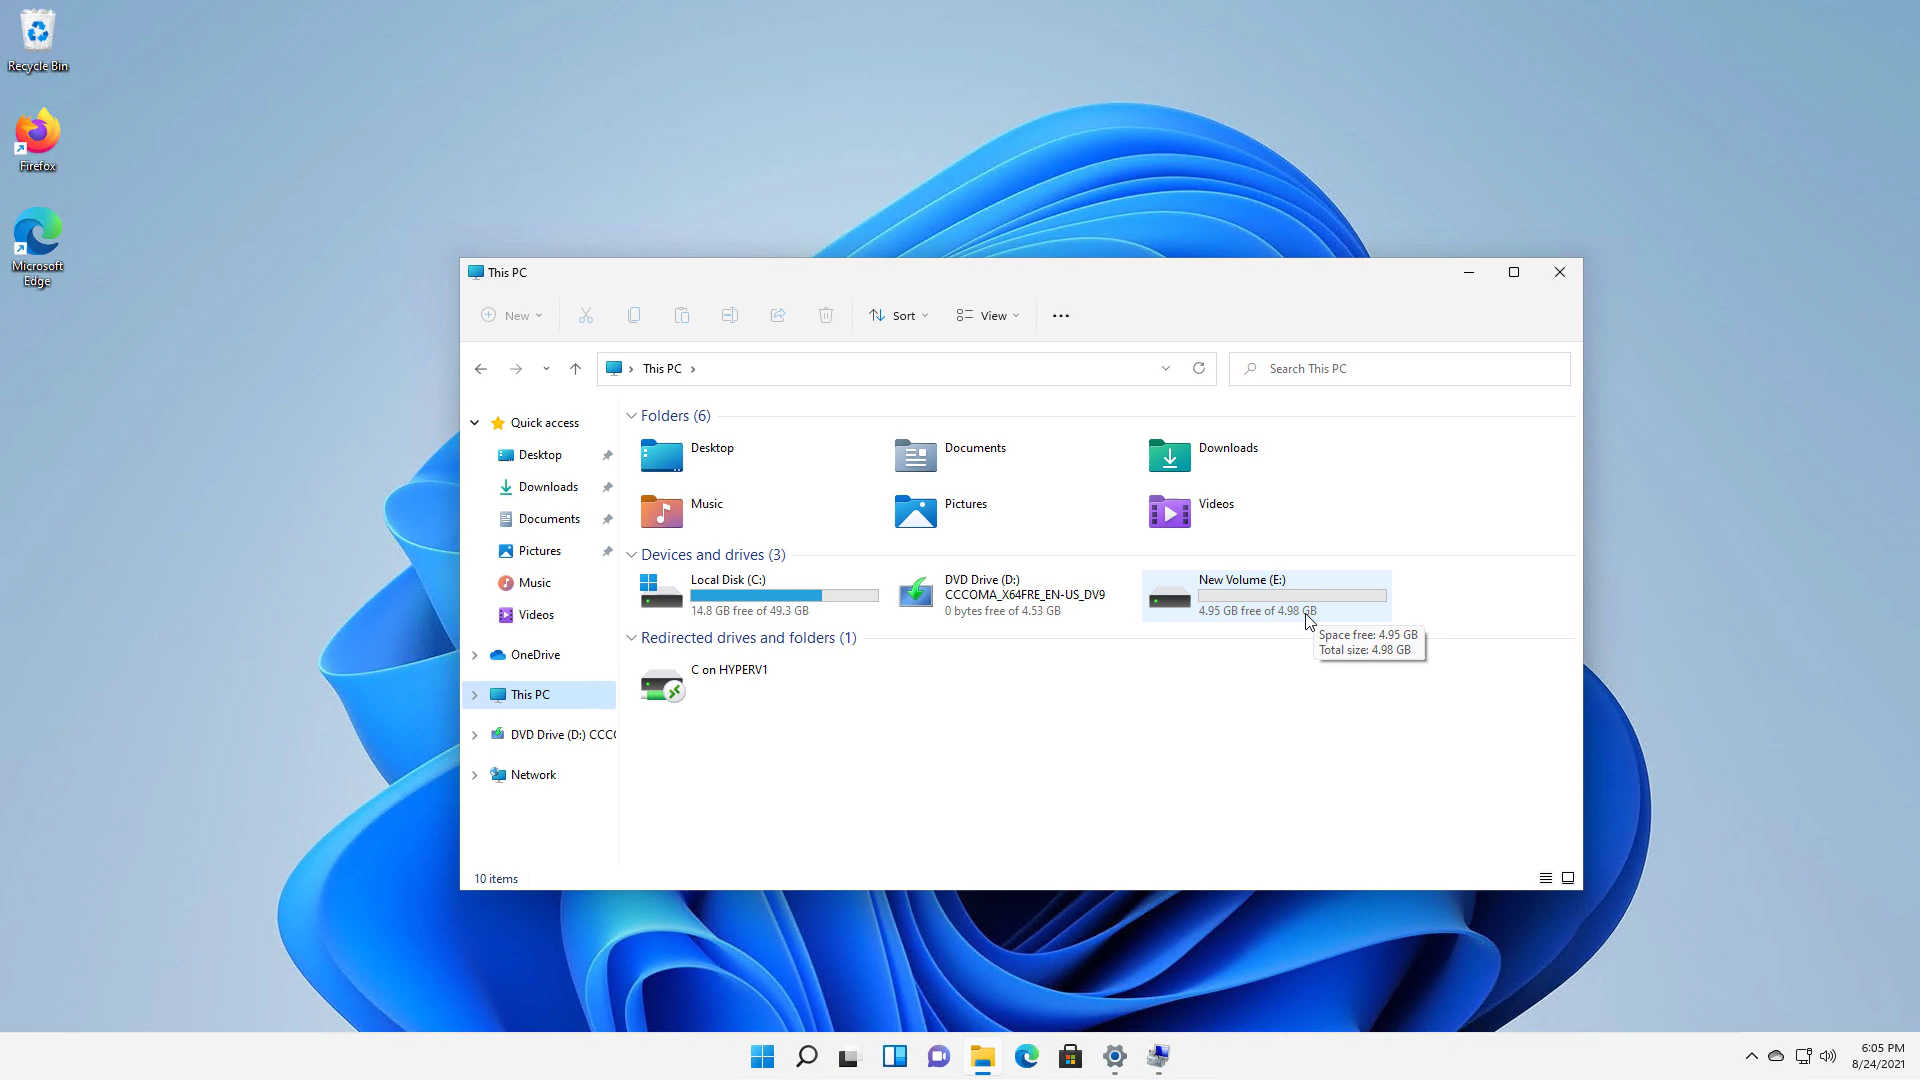 Recycle Bin
Firefox
Microsoft
Edge
This PC
New
Sort
View
This PC
Search This PC
Quick access
Desktop
Downloads
Documents
Pictures
Music
Videos
OneDrive
This PC
DVD Drive (D:) CCC
Network
Folders (6)
Desktop
Documents
Downloads
Music
Pictures
Videos
Devices and drives (3)
Local Disk (C:)
14.8 GB free of 49.3 GB
DVD Drive (D:)
CCCOMA_X64FRE_EN-US_DV9
0 bytes free of 4.53 GB
New Volume (E:)
4.95 GB free of 4.98 GB
Space free: 4.95 GB
Total size: 4.98 GB
Redirected drives and folders (1)
C on HYPERV1
10 items
6:05 PM
8/24/2021